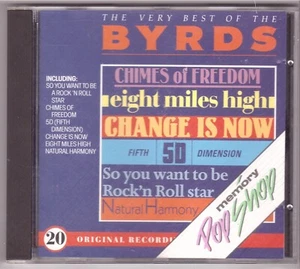 THE VERY BEST OF THE
BYRDS
INCLUDING:
SO YOU WANT TO BE
A ROCK 'N ROLL
STAR
CHIMES OF
FREEDOM
5D (FIFTH
DIMENSION)
CHANGE IS NOW
EIGHT MILES HIGH
NATURAL HARMONY
CHIMES of FREEDOM
eight miles high
CHANGE IS NOW
FIFTH 5D DIMENSION
So you want to be
Rock'n Roll star
Natural Harmony
memory
Pop Shop
20 ORIGINAL RECORDIN